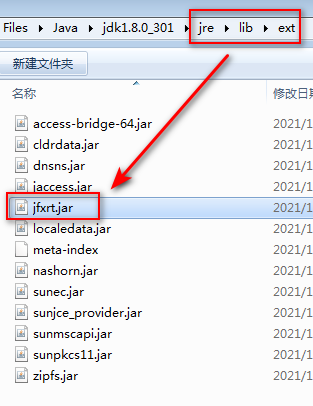 Files ▸ Java ▸ jdk1.8.0_301 ▸ jre ▸ lib ▸ ext
新建文件夹
名称 修改日期
access-bridge-64.jar 2021/1
cldrdata.jar 2021/1
dnsns.jar 2021/1
jaccess.jar 2021/1
jfxrt.jar 2021/1
localedata.jar 2021/1
meta-index 2021/1
nashorn.jar 2021/1
sunec.jar 2021/1
sunjce_provider.jar 2021/1
sunmscapi.jar 2021/1
sunpkcs11.jar 2021/1
zipfs.jar 2021/1